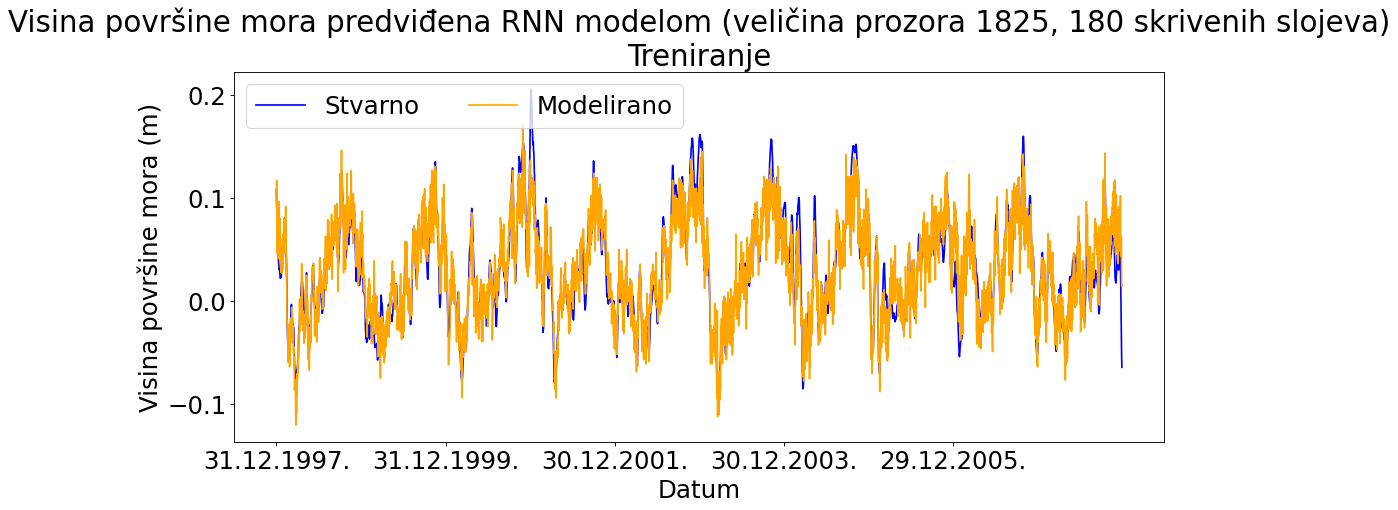 Visina površine mora predviđena RNN modelom (veličina prozora 1825, 180 skrivenih slojeva)
Treniranje
Stvarno
Modelirano
Visina površine mora (m)
0.2
0.1
0.0
−0.1
31.12.1997.
31.12.1999.
30.12.2001.
30.12.2003.
29.12.2005.
Datum